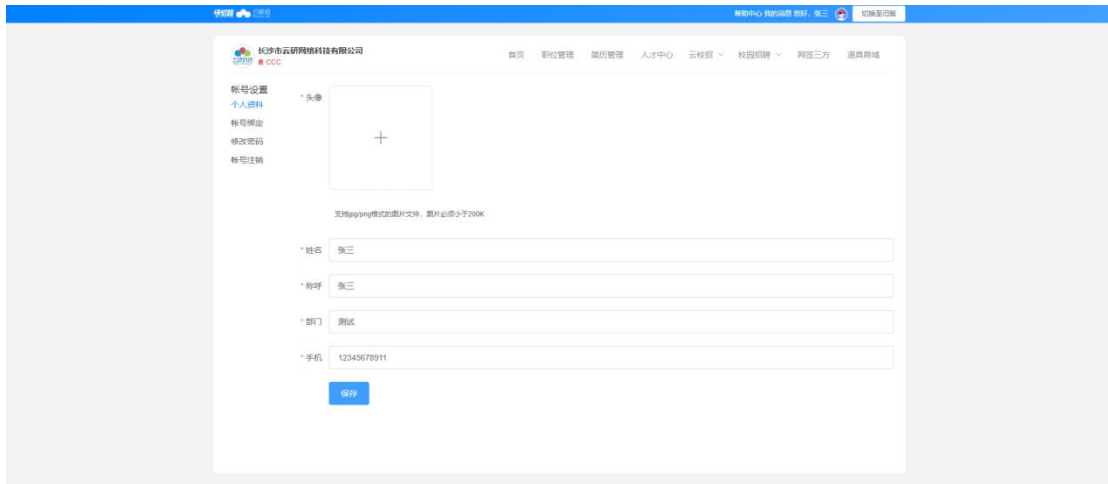 帮助中心 我的消息 您好，张三 切换至旧版
长沙市云研网络科技有限公司
CCC
首页 职位管理 简历管理 人才中心 云校招 校园招聘 网签三方 道具商城
帐号设置
个人资料
帐号绑定
修改密码
帐号注销
* 头像
支持jpg/png格式的图片文件，图片必须小于200K
* 姓名 张三
* 称呼 张三
* 部门 测试
* 手机 12345678911
保存